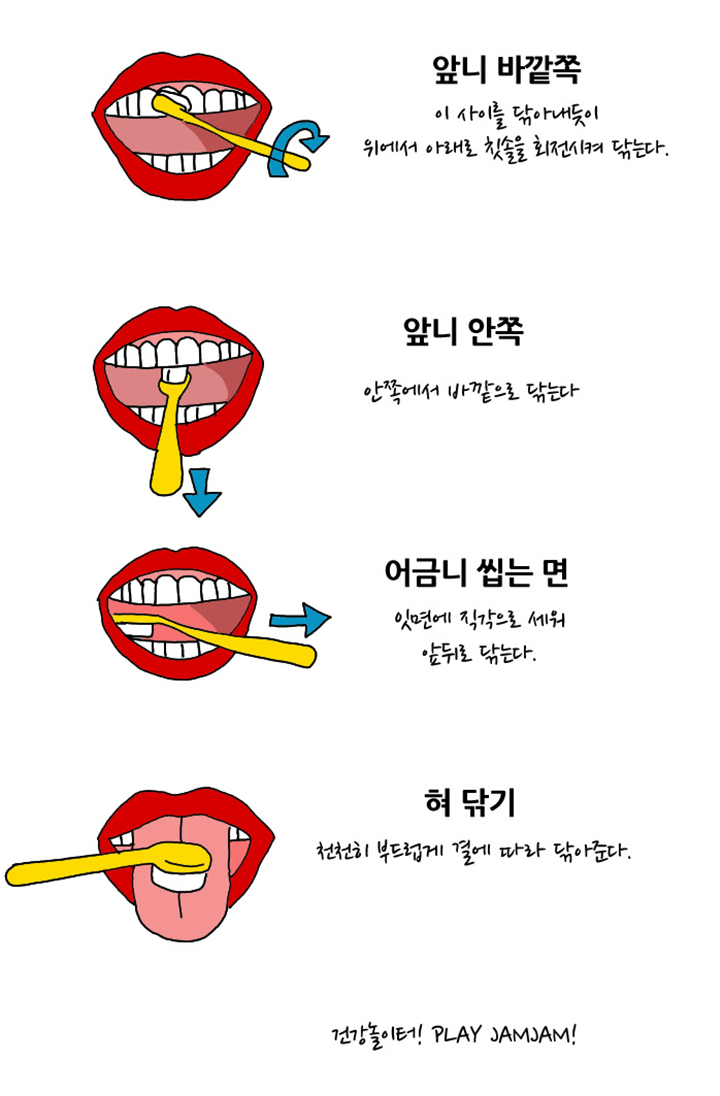 앞니 바깥쪽
이 사이를 닦아내듯이
위에서 아래로 칫솔을 회전시켜 닦는다.
앞니 안쪽
안쪽에서 바깥으로 닦는다
어금니 씹는 면
잇면에 직각으로 세워
앞뒤로 닦는다.
혀 닦기
천천히 부드럽게 결에 따라 닦아준다.
건강놀이터! PLAY JAMJAM!